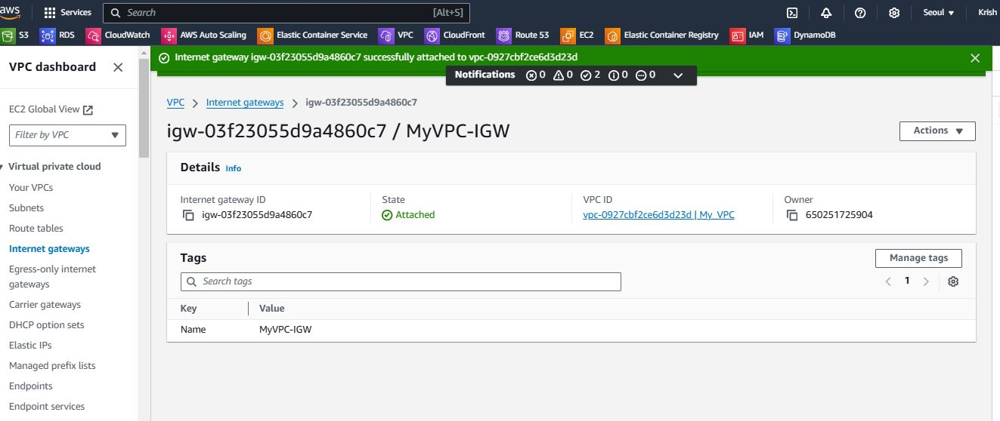 aws Services Search [Alt+S] Seoul Krish
S3 RDS CloudWatch AWS Auto Scaling Elastic Container Service VPC CloudFront Route 53 EC2 Elastic Container Registry IAM DynamoDB
VPC dashboard
EC2 Global View
Filter by VPC
Virtual private cloud
Your VPCs
Subnets
Route tables
Internet gateways
Egress-only internet
gateways
Carrier gateways
DHCP option sets
Elastic IPs
Managed prefix lists
Endpoints
Endpoint services
Internet gateway igw-03f23055d9a4860c7 successfully attached to vpc-0927cbf2ce6d3d23d
Notifications 0 0 2 0 0
VPC > Internet gateways > igw-03f23055d9a4860c7
igw-03f23055d9a4860c7 / MyVPC-IGW
Actions
Details Info
Internet gateway ID
igw-03f23055d9a4860c7
State
Attached
VPC ID
vpc-0927cbf2ce6d3d23d | My_VPC
Owner
650251725904
Tags
Manage tags
Search tags
1
Key Value
Name MyVPC-IGW